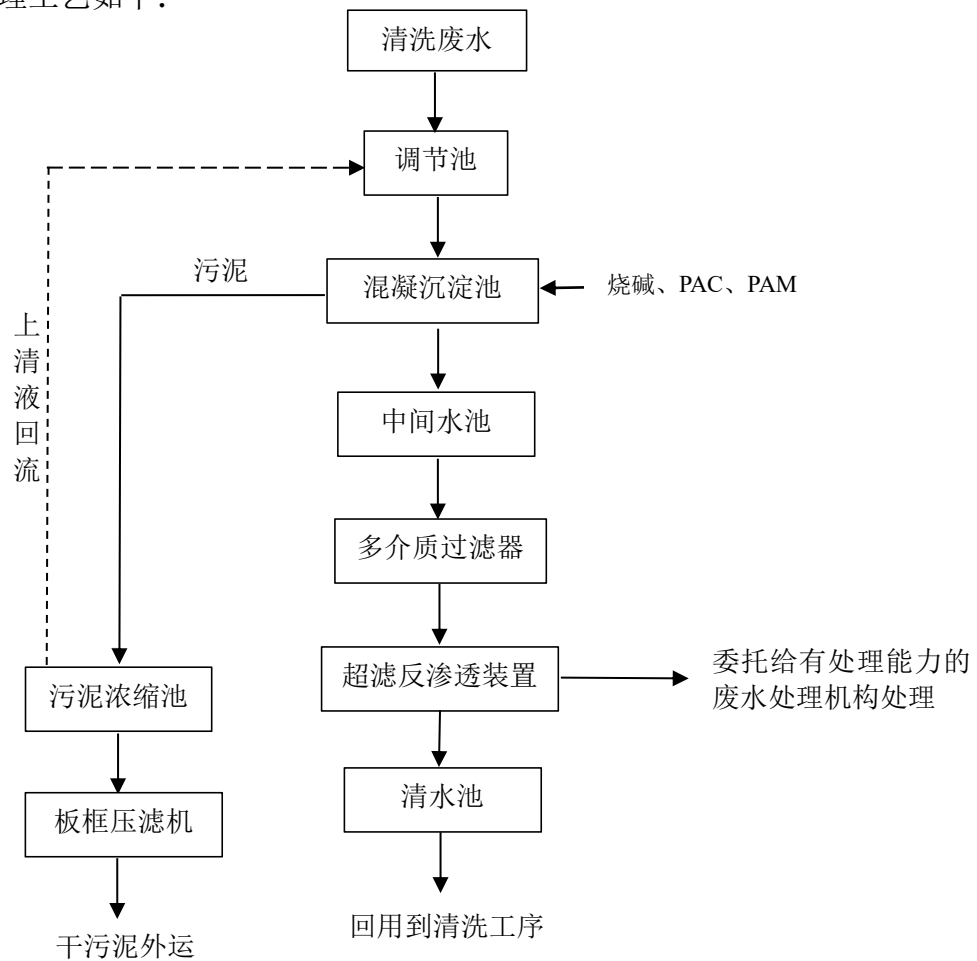 理工艺如下：
清洗废水
调节池
污泥
混凝沉淀池
烧碱、PAC、PAM
上
清
液
回
流
中间水池
多介质过滤器
超滤反渗透装置
委托给有处理能力的
废水处理机构处理
污泥浓缩池
清水池
板框压滤机
回用到清洗工序
干污泥外运